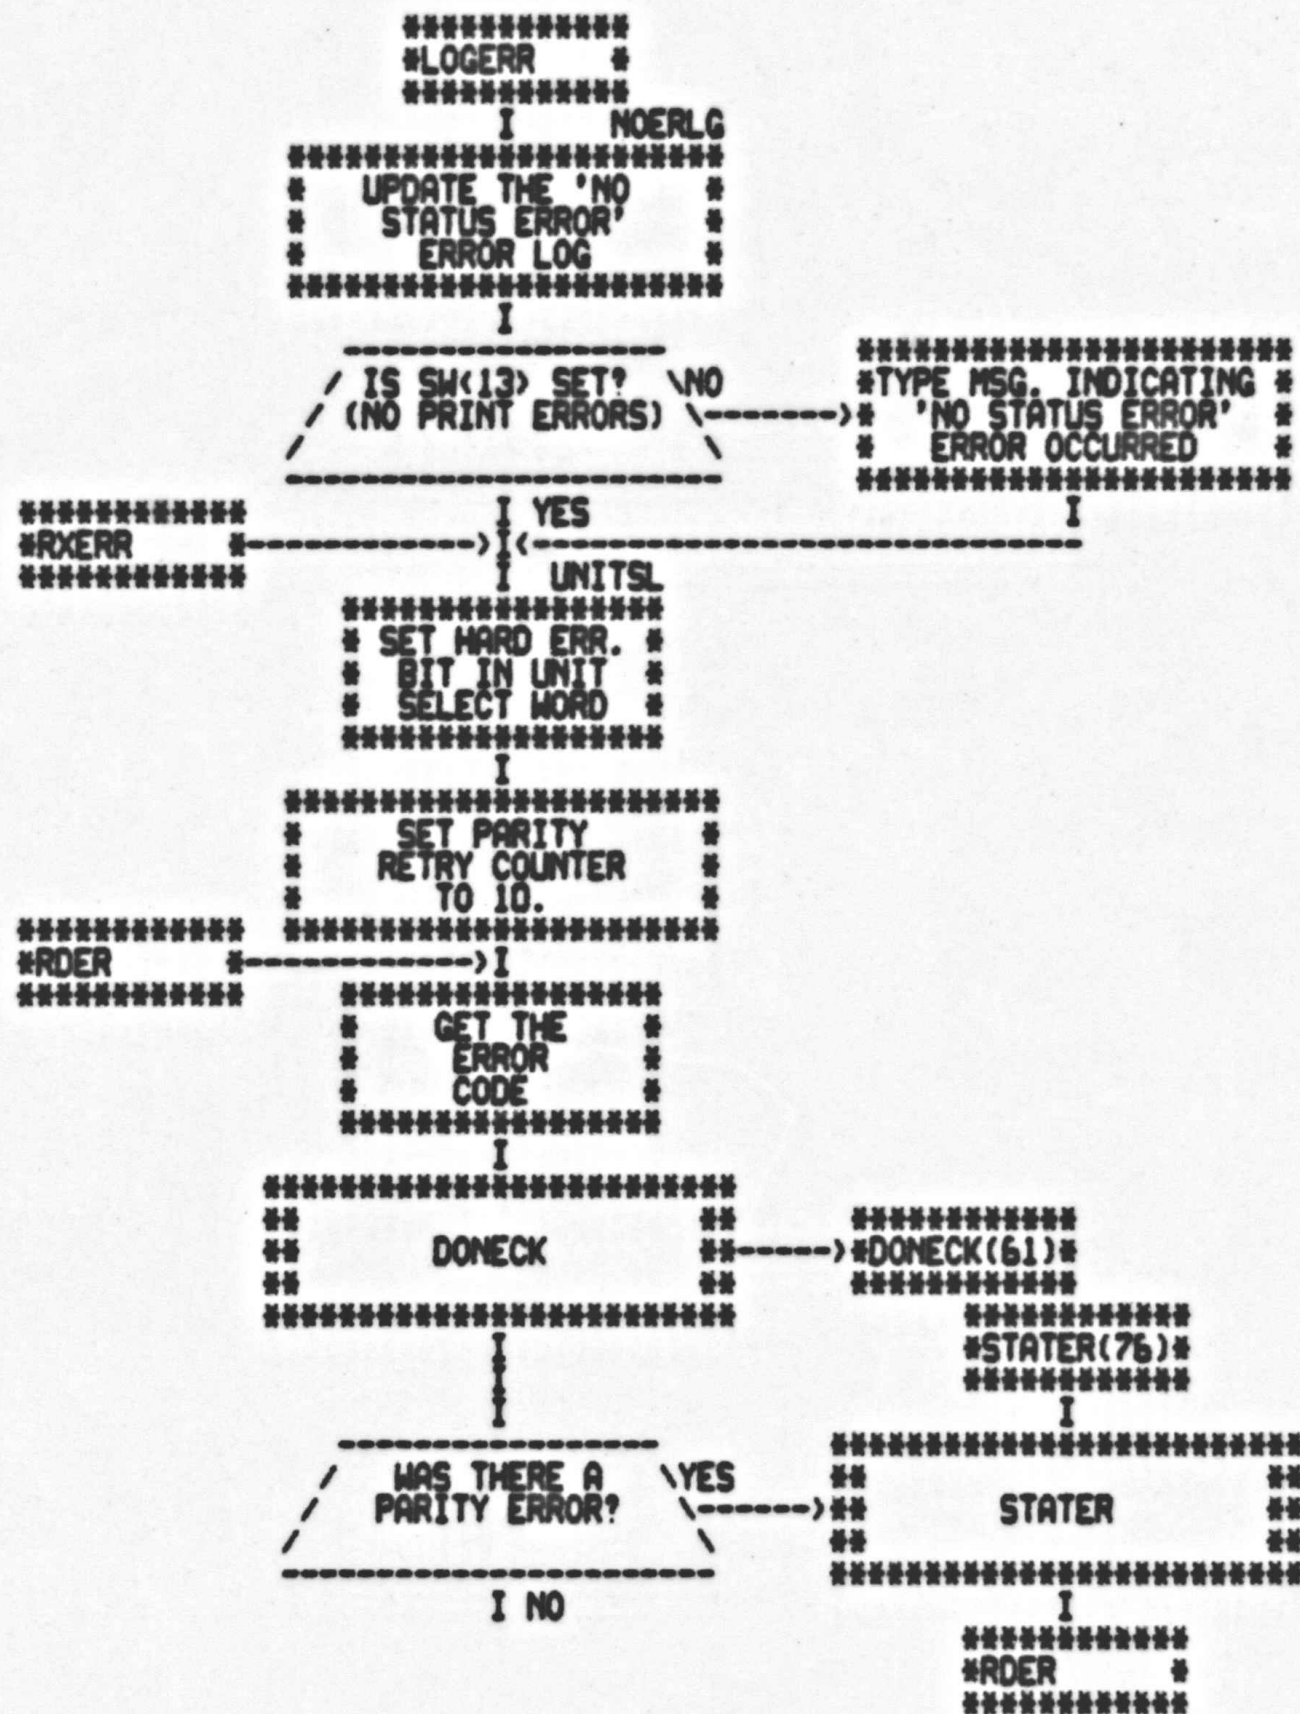 LOGERR
NOERLG
UPDATE THE 'NO
STATUS ERROR'
ERROR LOG
IS SW<13> SET?
(NO PRINT ERRORS)
NO
TYPE MSG. INDICATING
'NO STATUS ERROR'
ERROR OCCURRED
YES
RXERR
UNITSL
SET HARD ERR.
BIT IN UNIT
SELECT WORD
SET PARITY
RETRY COUNTER
TO 10.
RDER
GET THE
ERROR
CODE
DONECK
DONECK(61)
STATER(76)
WAS THERE A
PARITY ERROR?
YES
STATER
NO
RDER